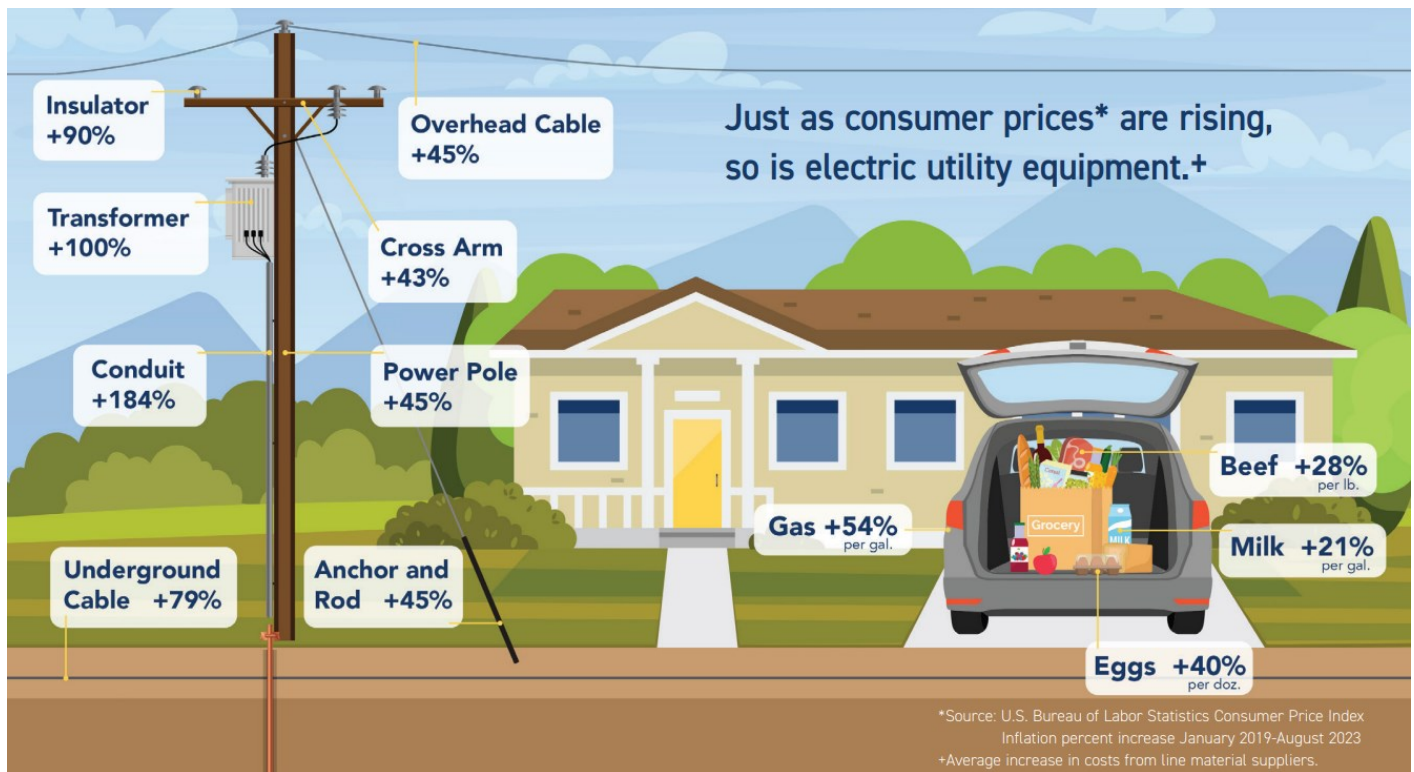 Just as consumer prices* are rising,
so is electric utility equipment.+
Insulator
+90%
Overhead Cable
+45%
Transformer
+100%
Cross Arm
+43%
Conduit
+184%
Power Pole
+45%
Underground
Cable +79%
Anchor and
Rod +45%
Gas +54%
per gal.
Grocery
MILK
Beef +28%
per lb.
Milk +21%
per gal.
Eggs +40%
per doz.
*Source: U.S. Bureau of Labor Statistics Consumer Price Index
Inflation percent increase January 2019-August 2023
+Average increase in costs from line material suppliers.